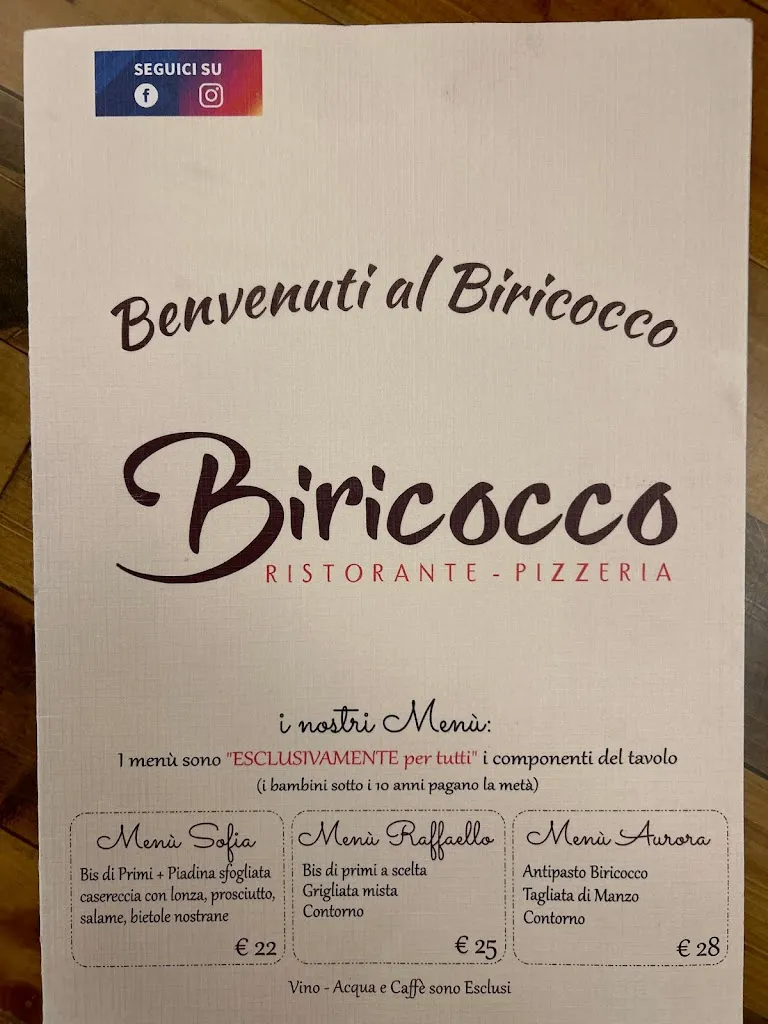 SEGUICI SU
Benvenuti al Biricocco
Biricocco
RISTORANTE - PIZZERIA
i nostri Menù:
I menù sono "ESCLUSIVAMENTE per tutti" i componenti del tavolo
(i bambini sotto i 10 anni pagano la metà)
Menù Sofia
Bis di Primi + Piadina sfogliata
casereccia con lonza, prosciutto,
salame, bietole nostrane
€ 22
Menù Raffaello
Bis di primi a scelta
Grigliata mista
Contorno
€ 25
Menù Aurora
Antipasto Biricocco
Tagliata di Manzo
Contorno
€ 28
Vino - Acqua e Caffè sono Esclusi